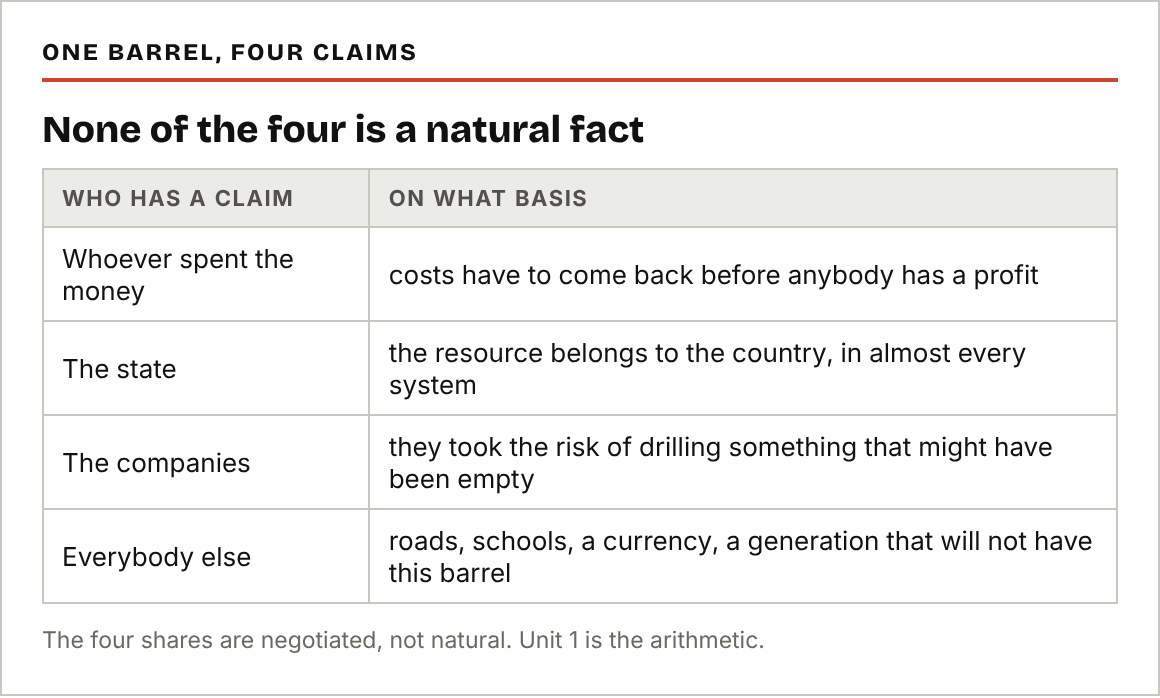 ONE BARREL, FOUR CLAIMS
None of the four is a natural fact
WHO HAS A CLAIM
ON WHAT BASIS
Whoever spent the
money
costs have to come back before anybody has a profit
The state
the resource belongs to the country, in almost every
system
The companies
they took the risk of drilling something that might have
been empty
Everybody else
roads, schools, a currency, a generation that will not have
this barrel
The four shares are negotiated, not natural. Unit 1 is the arithmetic.